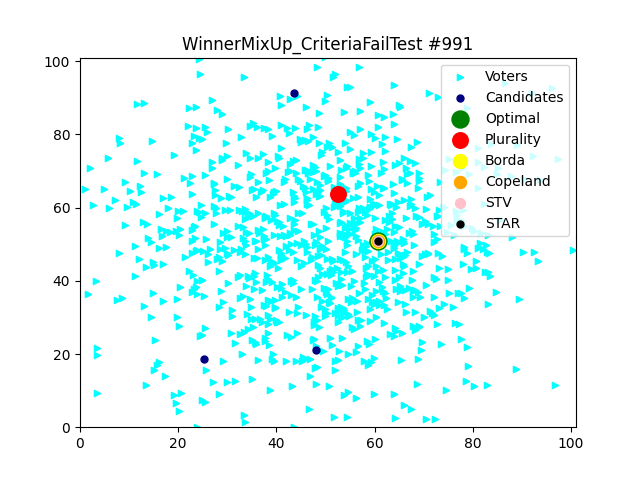 WinnerMixUp_CriteriaFailTest #991
100
80
60
40
20
0
0 20 40 60 80 100
Voters
Candidates
Optimal
Plurality
Borda
Copeland
STV
STAR